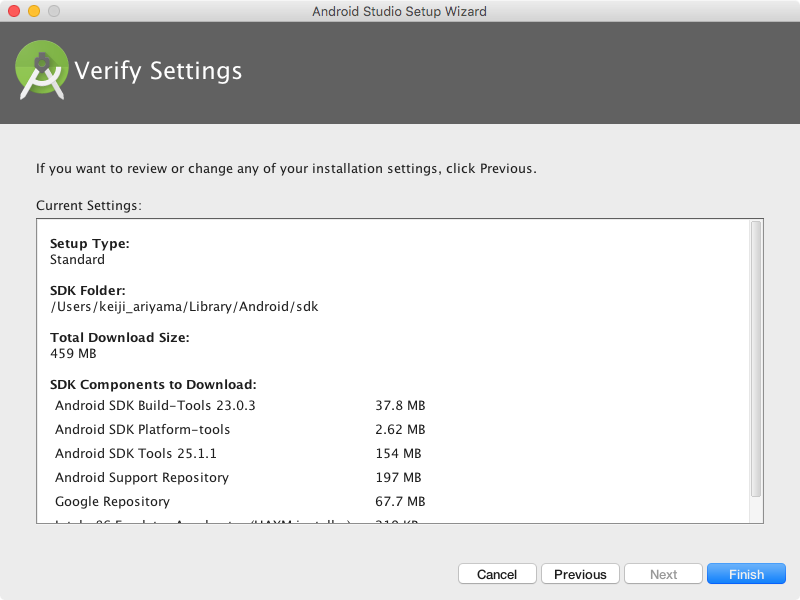 Android Studio Setup Wizard
Verify Settings
If you want to review or change any of your installation settings, click Previous.
Current Settings:
Setup Type:
Standard
SDK Folder:
/Users/keiji_ariyama/Library/Android/sdk
Total Download Size:
459 MB
SDK Components to Download:
Android SDK Build-Tools 23.0.3 37.8 MB
Android SDK Platform-tools 2.62 MB
Android SDK Tools 25.1.1 154 MB
Android Support Repository 197 MB
Google Repository 67.7 MB
Cancel Previous Next Finish